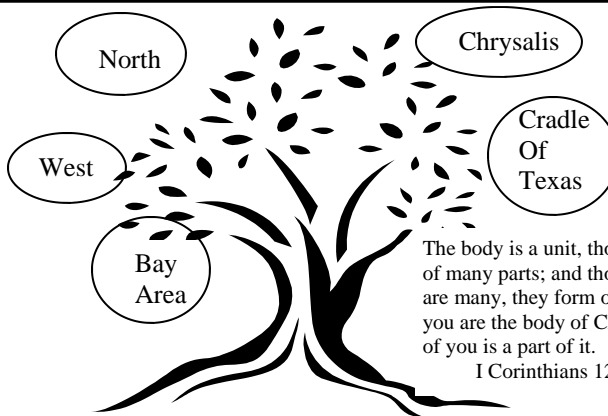 North
Chrysalis
West
Cradle
Of
Texas
Bay
Area
The body is a unit,
of many parts; and
are many, they form
you are the body of
of you is a part of it.
I Corinthians